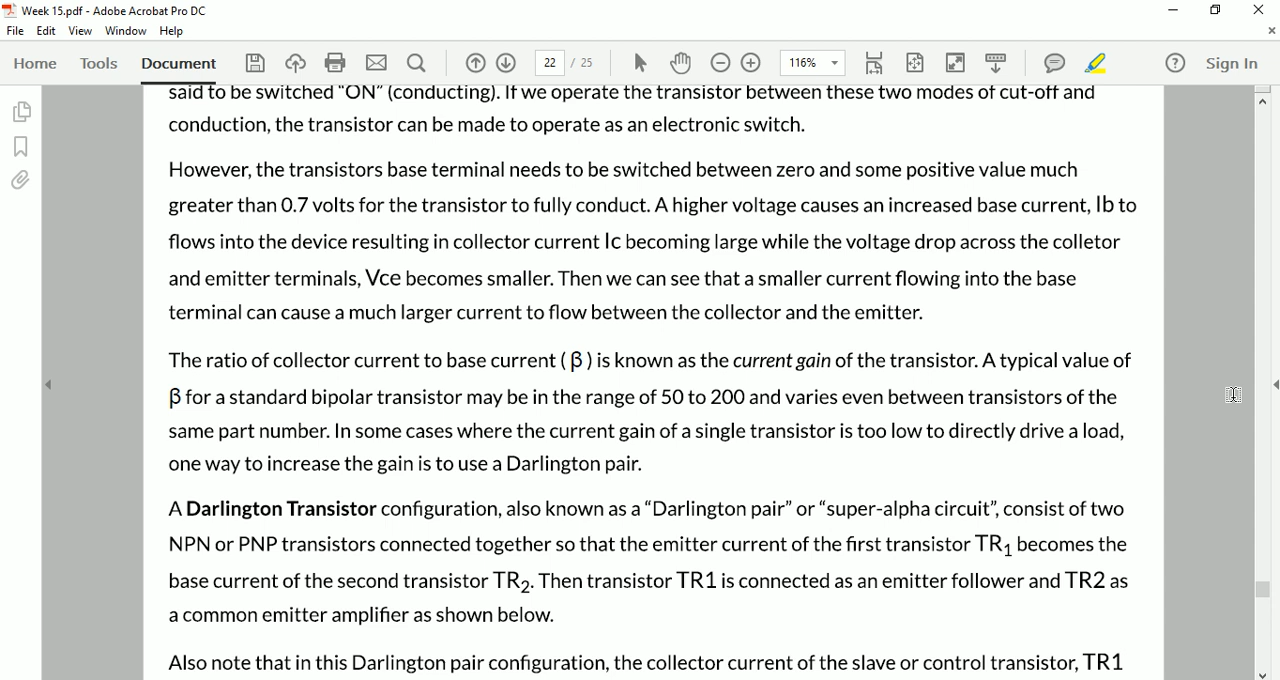 Week 15.pdf - Adobe Acrobat Pro DC
File Edit View Window Help
Home Tools Document 22 / 25 116% Sign In
said to be switched "ON" (conducting). If we operate the transistor between these two modes of cut-off and
conduction, the transistor can be made to operate as an electronic switch.
However, the transistors base terminal needs to be switched between zero and some positive value much
greater than 0.7 volts for the transistor to fully conduct. A higher voltage causes an increased base current, Ib to
flows into the device resulting in collector current Ic becoming large while the voltage drop across the colletor
and emitter terminals, Vce becomes smaller. Then we can see that a smaller current flowing into the base
terminal can cause a much larger current to flow between the collector and the emitter.
The ratio of collector current to base current ( β ) is known as the current gain of the transistor. A typical value of
β for a standard bipolar transistor may be in the range of 50 to 200 and varies even between transistors of the
same part number. In some cases where the current gain of a single transistor is too low to directly drive a load,
one way to increase the gain is to use a Darlington pair.
A Darlington Transistor configuration, also known as a “Darlington pair” or “super-alpha circuit”, consist of two
NPN or PNP transistors connected together so that the emitter current of the first transistor TR₁ becomes the
base current of the second transistor TR₂. Then transistor TR1 is connected as an emitter follower and TR2 as
a common emitter amplifier as shown below.
Also note that in this Darlington pair configuration, the collector current of the slave or control transistor, TR1